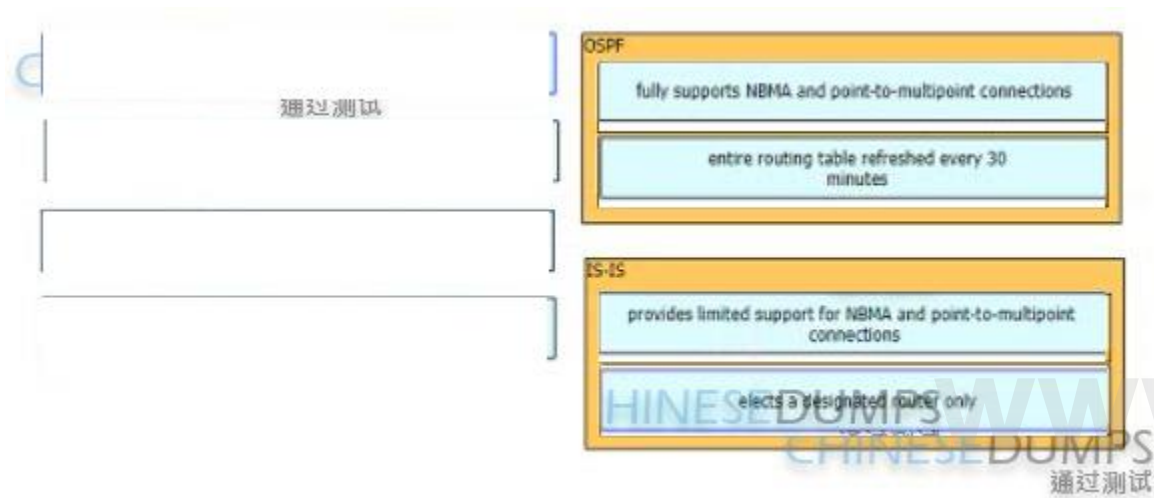 通过测试
OSPF
fully supports NBMA and point-to-multipoint connections
entire routing table refreshed every 30
minutes
IS-IS
provides limited support for NBMA and point-to-multipoint
connections
elects a designated router only
HINESEDUMPS
WWW
CHINESEDUMPS
通过测试